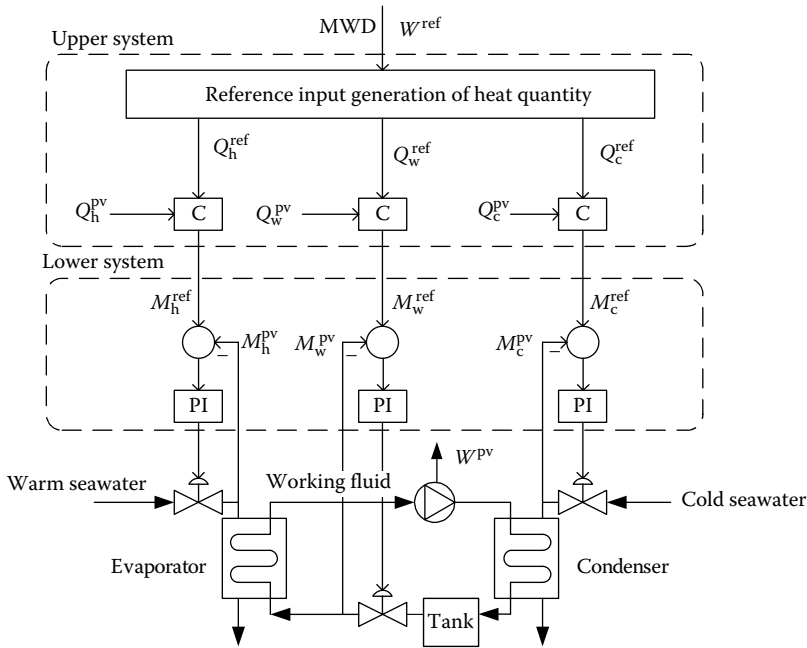 MWD W^ref
Upper system
Reference input generation of heat quantity
Q_h^ref
Q_w^ref
Q_c^ref
Q_h^pv C
Q_w^pv C
Q_c^pv C
Lower system
M_h^ref
M_w^ref
M_c^ref
− M_h^pv
M_w^pv −
M_c^pv −
PI
PI
PI
Warm seawater
Working fluid
W^pv
Cold seawater
Evaporator
Condenser
Tank